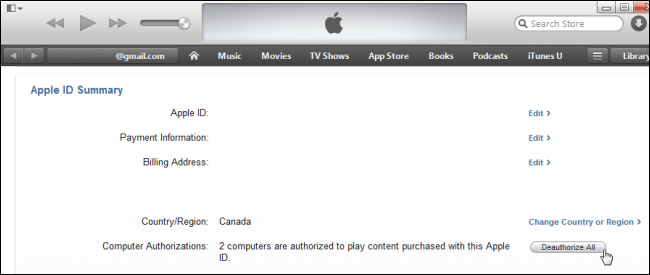 Search Store
@gmail.com Music Movies TV Shows App Store Books Podcasts iTunes U Library
Apple ID Summary
Apple ID: Edit >
Payment Information: Edit >
Billing Address: Edit >
Country/Region: Canada Change Country or Region >
Computer Authorizations: 2 computers are authorized to play content purchased with this Apple Deauthorize All
ID.